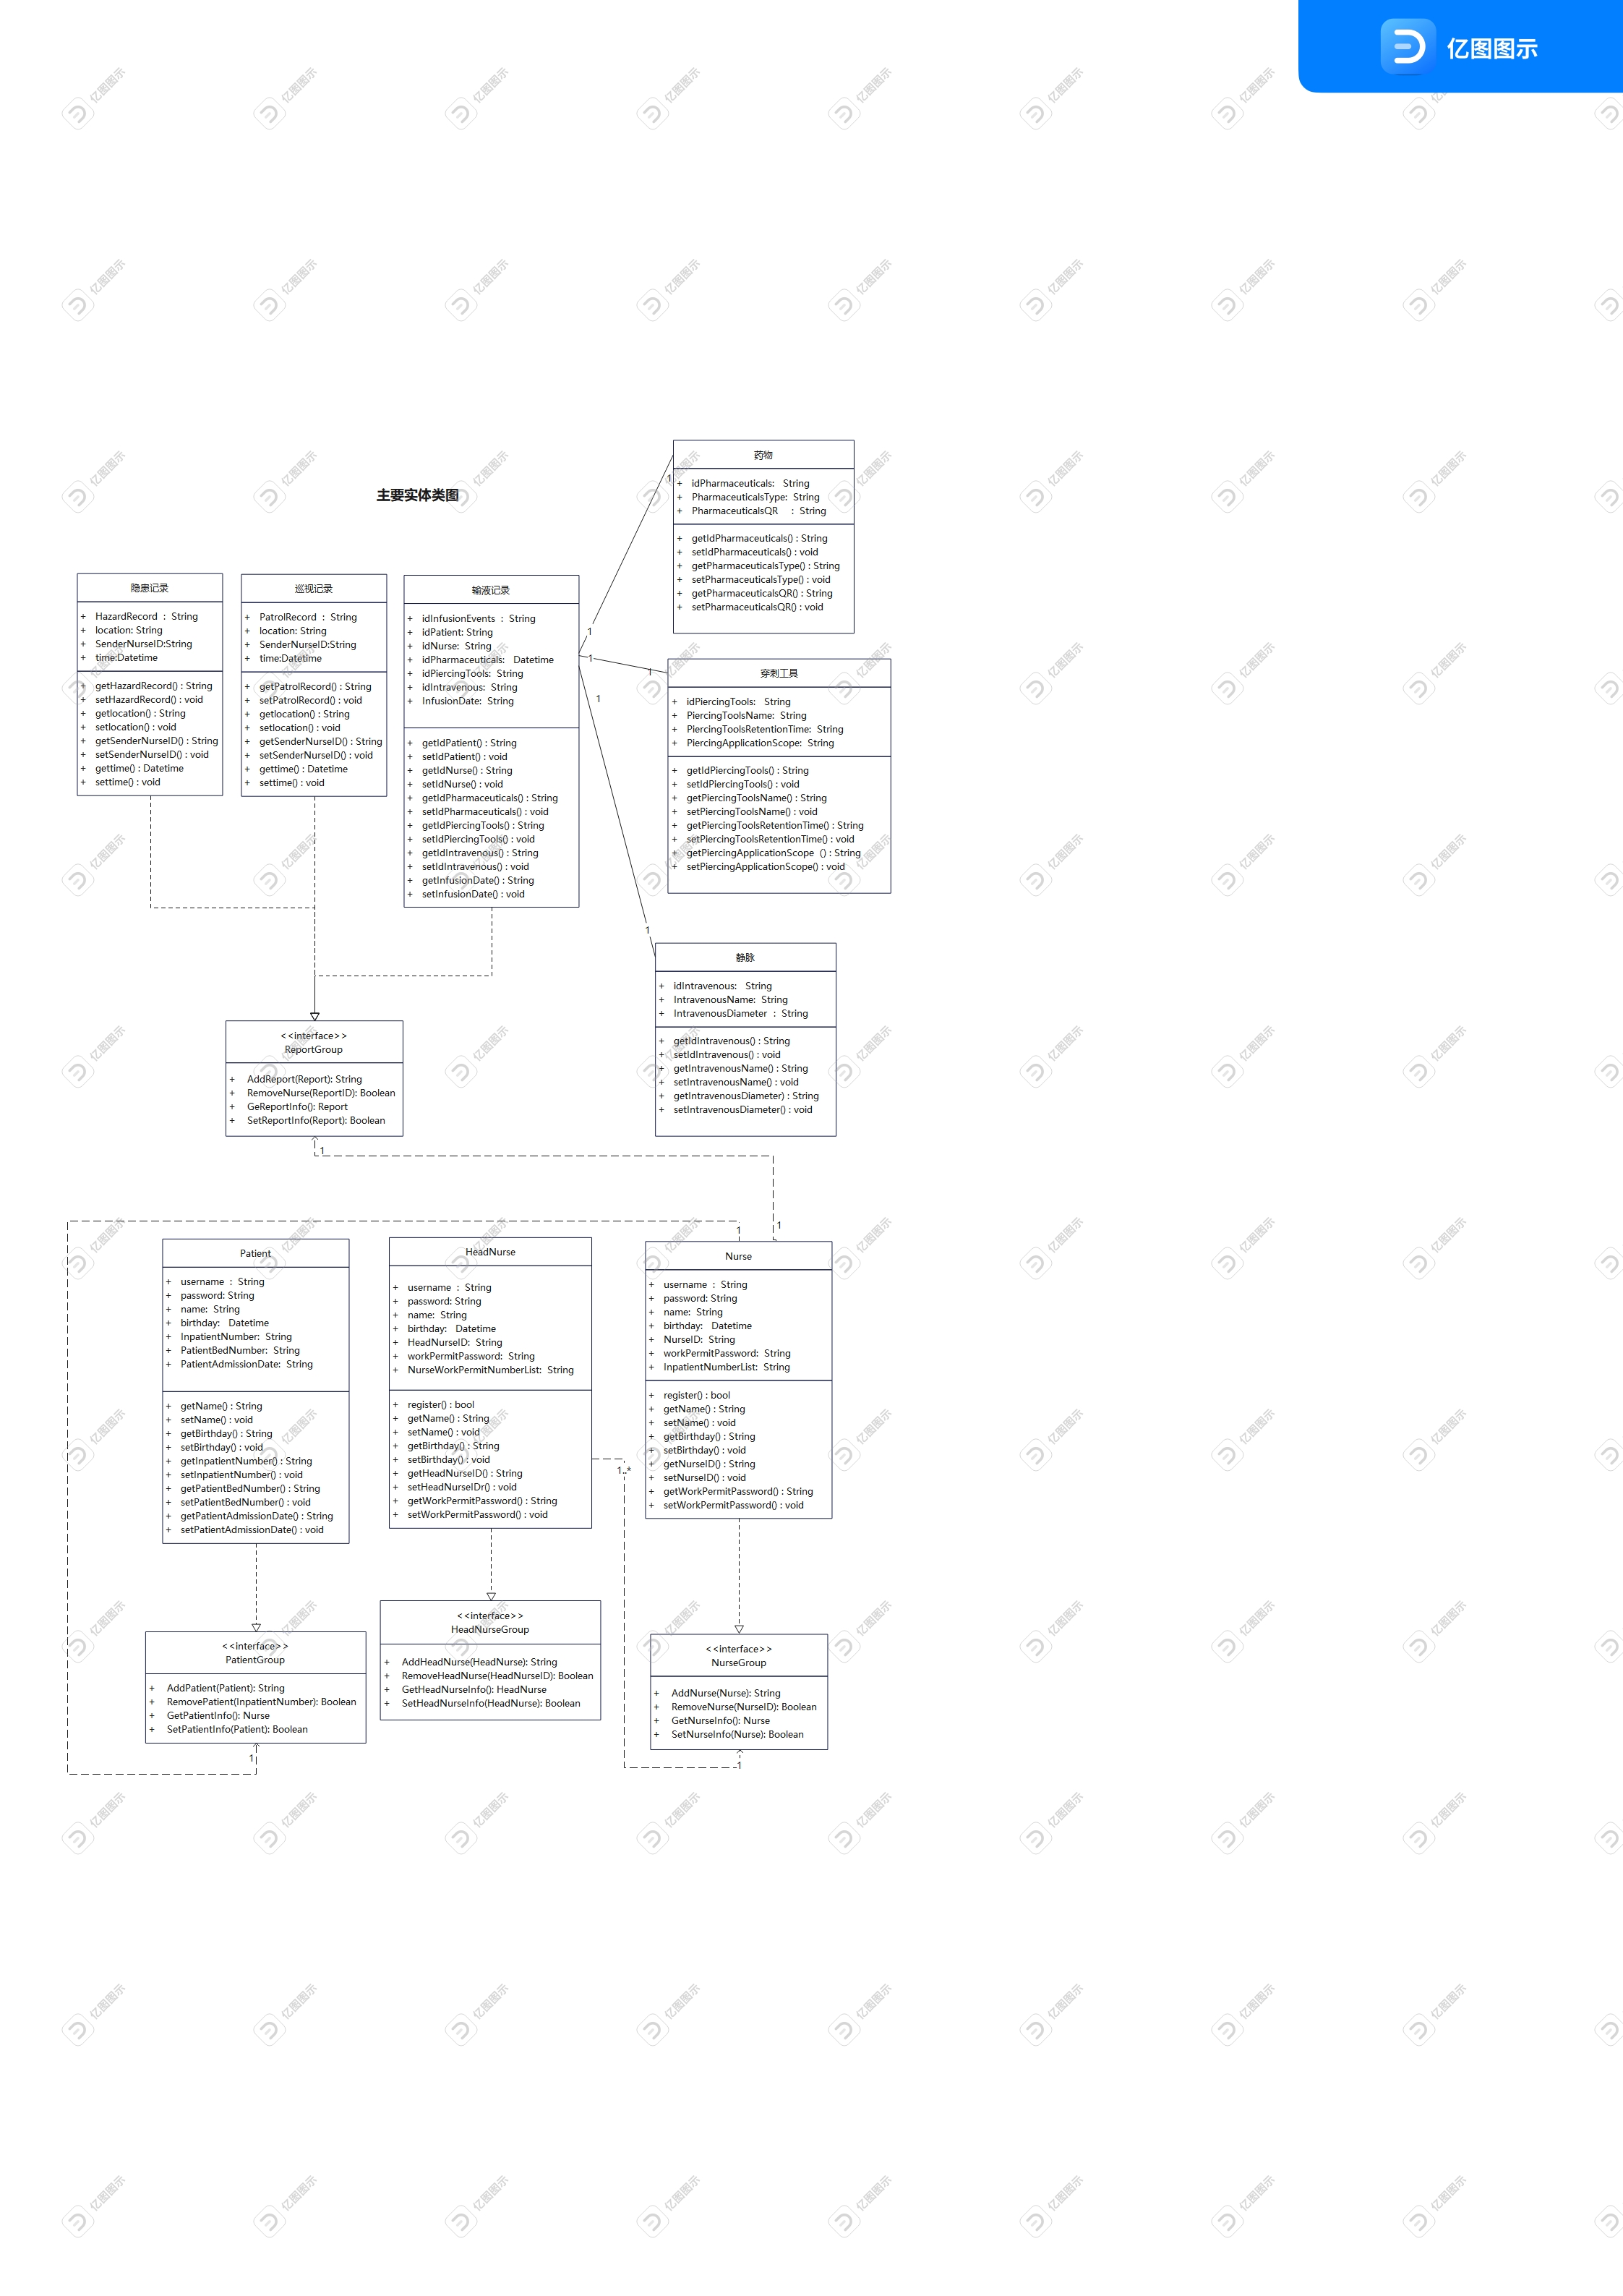 亿图图示
主要实体类图
药物
+ idPharmaceuticals: String
+ PharmaceuticalsType: String
+ PharmaceuticalsQR : String
+ getIdPharmaceuticals() : String
+ setIdPharmaceuticals() : void
+ getPharmaceuticalsType() : String
+ setPharmaceuticalsType() : void
+ getPharmaceuticalsQR() : String
+ setPharmaceuticalsQR() : void
隐患记录
+ HazardRecord : String
+ location: String
+ SenderNurseID:String
+ time:Datetime
+ getHazardRecord() : String
+ setHazardRecord() : void
+ getlocation() : String
+ setlocation() : void
+ getSenderNurseID() : String
+ setSenderNurseID() : void
+ gettime() : Datetime
+ settime() : void
巡视记录
+ PatrolRecord : String
+ location: String
+ SenderNurseID:String
+ time:Datetime
+ getPatrolRecord() : String
+ setPatrolRecord() : void
+ getlocation() : String
+ setlocation() : void
+ getSenderNurseID() : String
+ setSenderNurseID() : void
+ gettime() : Datetime
+ settime() : void
输液记录
+ idInfusionEvents : String
+ idPatient: String
+ idNurse: String
+ idPharmaceuticals: Datetime
+ idPiercingTools: String
+ idIntravenous: String
+ InfusionDate: String
+ getIdPatient() : String
+ setIdPatient() : void
+ getIdNurse() : String
+ setIdNurse() : void
+ getIdPharmaceuticals() : String
+ setIdPharmaceuticals() : void
+ getIdPiercingTools() : String
+ setIdPiercingTools() : void
+ getIdIntravenous() : String
+ setIdIntravenous() : void
+ getInfusionDate() : String
+ setInfusionDate() : void
1
1
1
1
1
1
穿刺工具
+ idPiercingTools: String
+ PiercingToolsName: String
+ PiercingToolsRetentionTime: String
+ PiercingApplicationScope: String
+ getIdPiercingTools() : String
+ setIdPiercingTools() : void
+ getPiercingToolsName() : String
+ setPiercingToolsName() : void
+ getPiercingToolsRetentionTime() : String
+ setPiercingToolsRetentionTime() : void
+ getPiercingApplicationScope () : String
+ setPiercingApplicationScope() : void
静脉
+ idIntravenous: String
+ IntravenousName: String
+ IntravenousDiameter : String
+ getIdIntravenous() : String
+ setIdIntravenous() : void
+ getIntravenousName() : String
+ setIntravenousName() : void
+ getIntravenousDiameter) : String
+ setIntravenousDiameter() : void
<<interface>>
ReportGroup
+ AddReport(Report): String
+ RemoveNurse(ReportID): Boolean
+ GeReportInfo(): Report
+ SetReportInfo(Report): Boolean
1
1
1
Patient
+ username : String
+ password: String
+ name: String
+ birthday: Datetime
+ InpatientNumber: String
+ PatientBedNumber: String
+ PatientAdmissionDate: String
+ getName() : String
+ setName() : void
+ getBirthday() : String
+ setBirthday() : void
+ getInpatientNumber() : String
+ setInpatientNumber() : void
+ getPatientBedNumber() : String
+ setPatientBedNumber() : void
+ getPatientAdmissionDate() : String
+ setPatientAdmissionDate() : void
HeadNurse
+ username : String
+ password: String
+ name: String
+ birthday: Datetime
+ HeadNurseID: String
+ workPermitPassword: String
+ NurseWorkPermitNumberList: String
+ register() : bool
+ getName() : String
+ setName() : void
+ getBirthday() : String
+ setBirthday() : void
+ getHeadNurseID() : String
+ setHeadNurseIDr() : void
+ getWorkPermitPassword() : String
+ setWorkPermitPassword() : void
1..*
Nurse
+ username : String
+ password: String
+ name: String
+ birthday: Datetime
+ NurseID: String
+ workPermitPassword: String
+ InpatientNumberList: String
+ register() : bool
+ getName() : String
+ setName() : void
+ getBirthday() : String
+ setBirthday() : void
+ getNurseID() : String
+ setNurseID() : void
+ getWorkPermitPassword() : String
+ setWorkPermitPassword() : void
<<interface>>
PatientGroup
+ AddPatient(Patient): String
+ RemovePatient(InpatientNumber): Boolean
+ GetPatientInfo(): Nurse
+ SetPatientInfo(Patient): Boolean
1
<<interface>>
HeadNurseGroup
+ AddHeadNurse(HeadNurse): String
+ RemoveHeadNurse(HeadNurseID): Boolean
+ GetHeadNurseInfo(): HeadNurse
+ SetHeadNurseInfo(HeadNurse): Boolean
<<interface>>
NurseGroup
+ AddNurse(Nurse): String
+ RemoveNurse(NurseID): Boolean
+ GetNurseInfo(): Nurse
+ SetNurseInfo(Nurse): Boolean
1